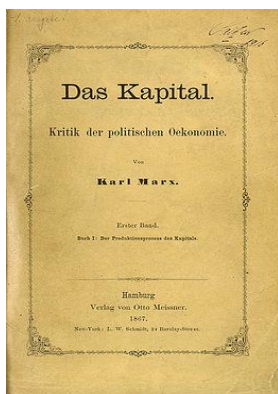 Das Kapital.
Kritik der politischen Oekonomie.
Von
Karl Marx.
Erster Band.
Buch I: Der Produktionsprocess des Kapitals.
Hamburg
Verlag von Otto Meissner.
1867.
New-York: L. W. Schmidt, 24 Barclay-Street.